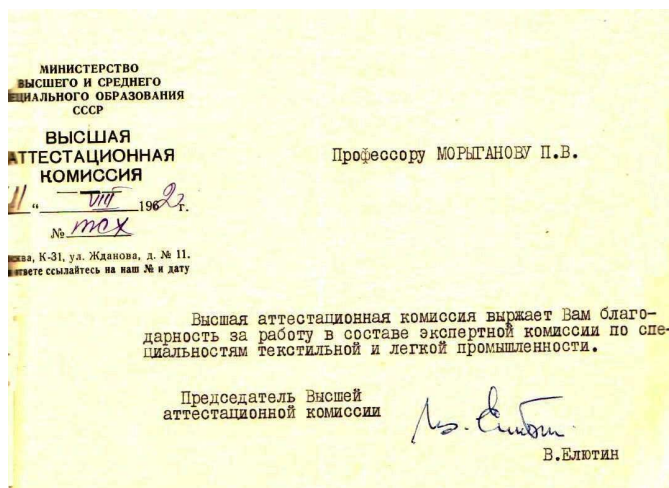 МИНИСТЕРСТВО
ВЫСШЕГО И СРЕДНЕГО
ЕЦИАЛЬНОГО ОБРАЗОВАНИЯ
СССР
ВЫСШАЯ
АТТЕСТАЦИОННАЯ
КОМИССИЯ
11 " VIII 1962 г.
№ тсх
сква, К-31, ул. Жданова, д. № 11.
ответе ссылайтесь на наш № и дату
Профессору МОРЫГАНОВУ П.В.
Высшая аттестационная комиссия выржает Вам благо-
дарность за работу в составе экспертной комиссии по спе-
циальностям текстильной и легкой промышленности.
Председатель Высшей
аттестационной комиссии
В.Елютин